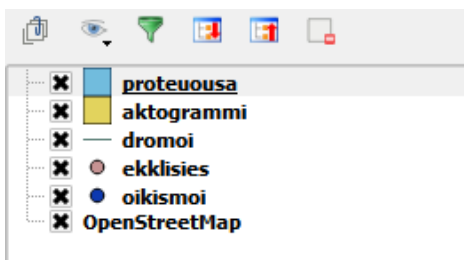 proteuousa
aktogrammi
dromoi
ekklisies
oikismoi
OpenStreetMap